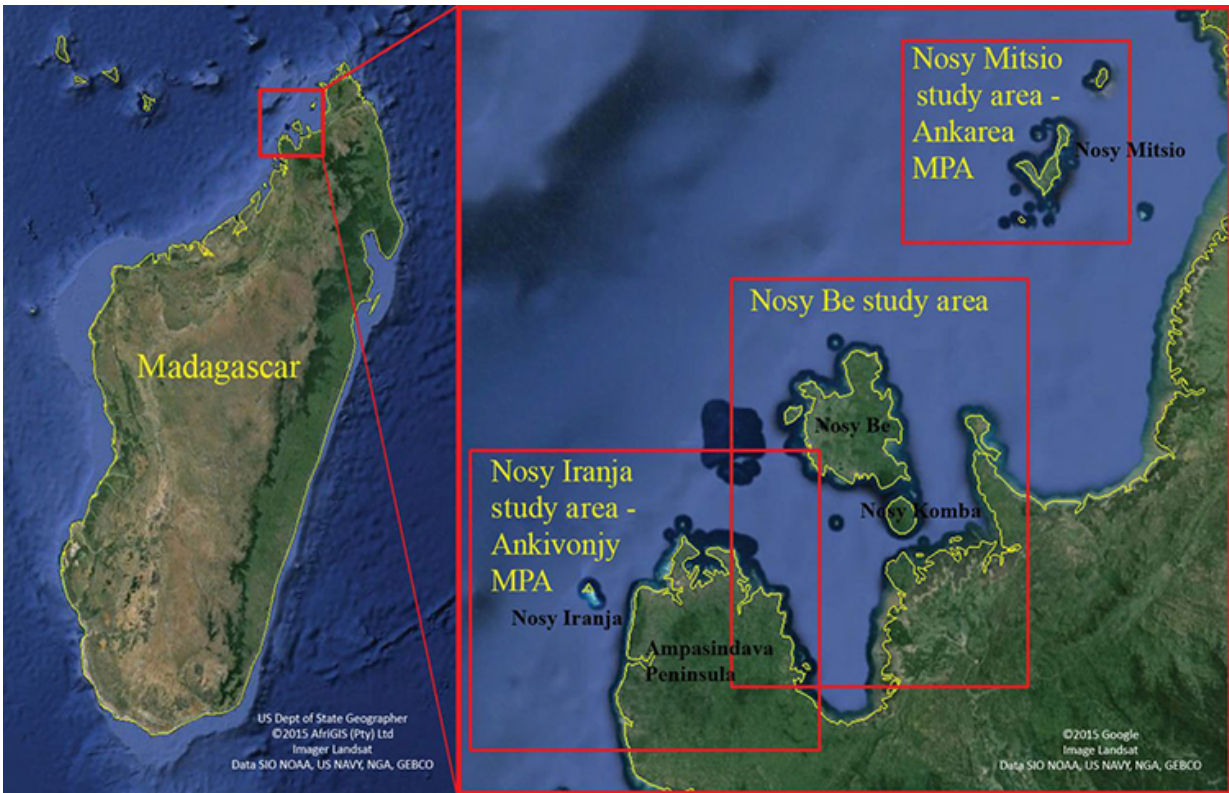 Madagascar
US Dept of State Geographer
©2015 AfriGIS (Pty) Ltd
Imager Landsat
Data SIO NOAA, US NAVY, NGA, GEBCO
Nosy Mitsio
study area -
Ankarea
MPA
Nosy Mitsio
Nosy Be study area
Nosy Be
Nosy Komba
Nosy Iranja
study area -
Ankivonjy
MPA
Nosy Iranja
Ampasindava
Peninsula
©2015 Google
Image Landsat
Data SIO NOAA, US NAVY, NGA, GEBCO